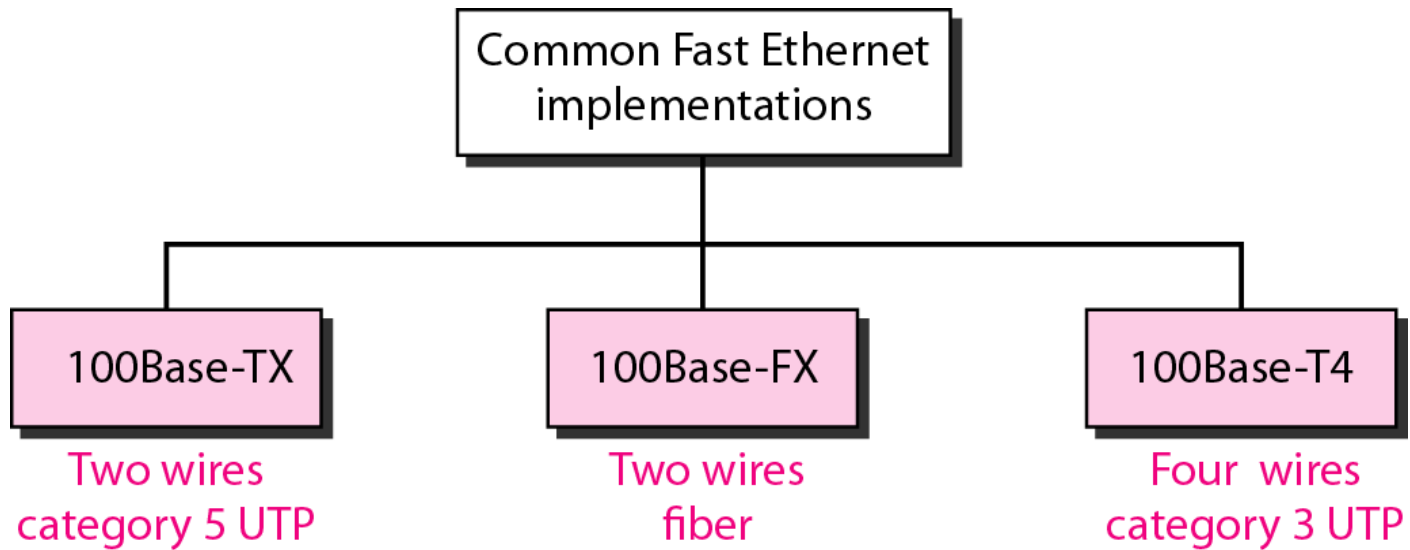 Common Fast Ethernet
implementations
100Base-TX
100Base-FX
100Base-T4
Two wires
category 5 UTP
Two wires
fiber
Four wires
category 3 UTP